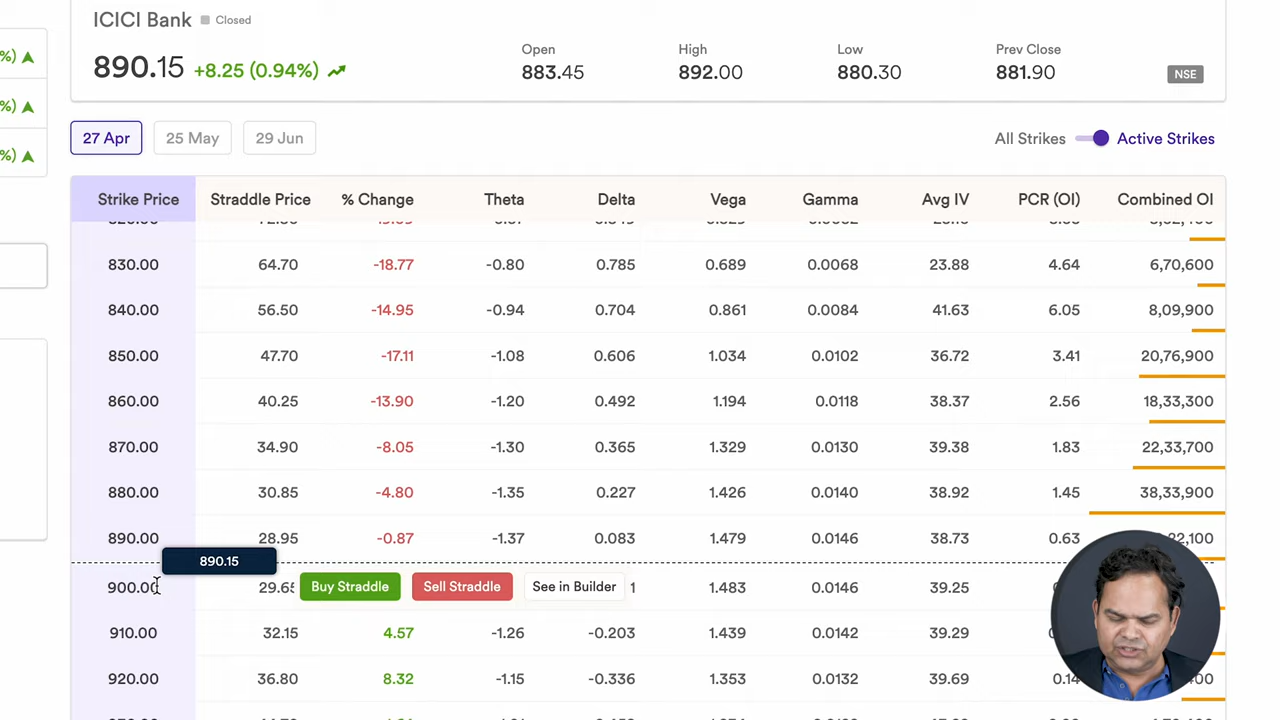 ICICI Bank Closed
890.15 +8.25 (0.94%)
Open High Low Prev Close
883.45 892.00 880.30 881.90 NSE
%)
%)
%)
27 Apr 25 May 29 Jun All Strikes Active Strikes
Strike Price Straddle Price % Change Theta Delta Vega Gamma Avg IV PCR (OI) Combined OI
830.00 64.70 -18.77 -0.80 0.785 0.689 0.0068 23.88 4.64 6,70,600
840.00 56.50 -14.95 -0.94 0.704 0.861 0.0084 41.63 6.05 8,09,900
850.00 47.70 -17.11 -1.08 0.606 1.034 0.0102 36.72 3.41 20,76,900
860.00 40.25 -13.90 -1.20 0.492 1.194 0.0118 38.37 2.56 18,33,300
870.00 34.90 -8.05 -1.30 0.365 1.329 0.0130 39.38 1.83 22,33,700
880.00 30.85 -4.80 -1.35 0.227 1.426 0.0140 38.92 1.45 38,33,900
890.00 28.95 -0.87 -1.37 0.083 1.479 0.0146 38.73 0.63
890.15
900.00 29.65 Buy Straddle Sell Straddle See in Builder 1 1.483 0.0146 39.25
910.00 32.15 4.57 -1.26 -0.203 1.439 0.0142 39.29
920.00 36.80 8.32 -1.15 -0.336 1.353 0.0132 39.69 0.14